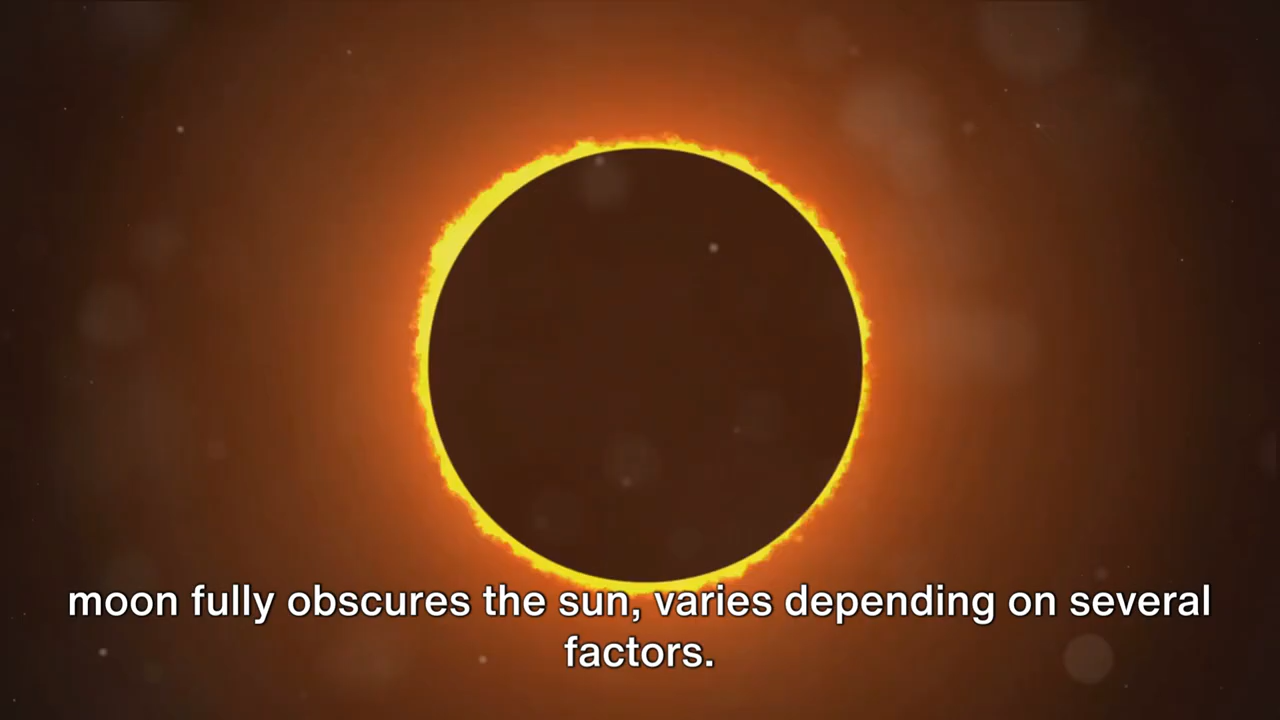 moon fully obscures the sun, varies depending on several
factors.